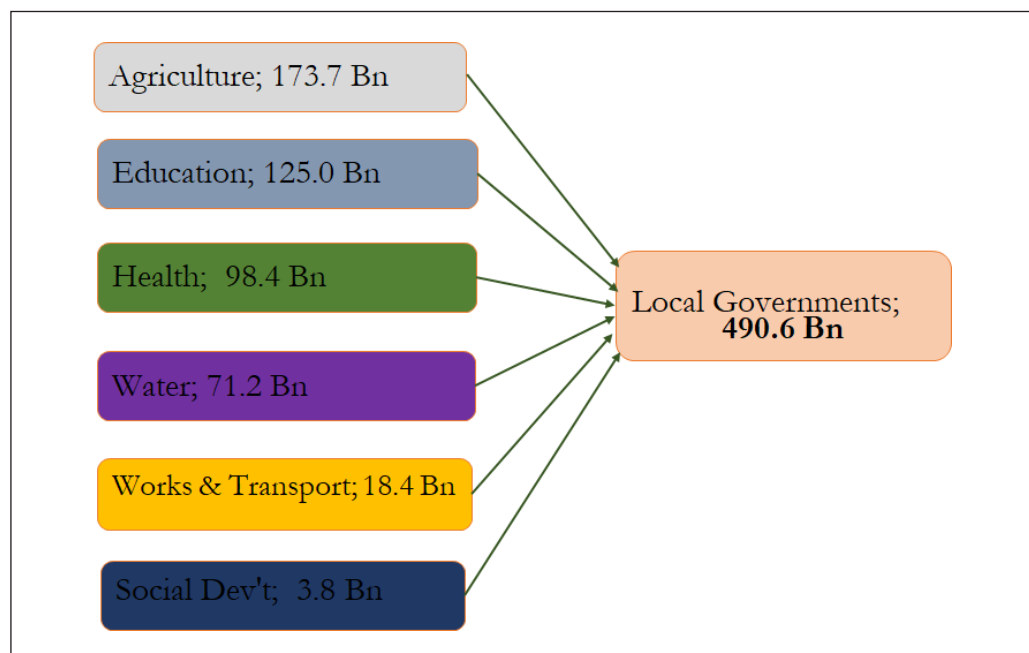 Agriculture; 173.7 Bn
Education; 125.0 Bn
Health; 98.4 Bn
Water; 71.2 Bn
Works & Transport; 18.4 Bn
Social Dev't; 3.8 Bn
Local Governments;
490.6 Bn